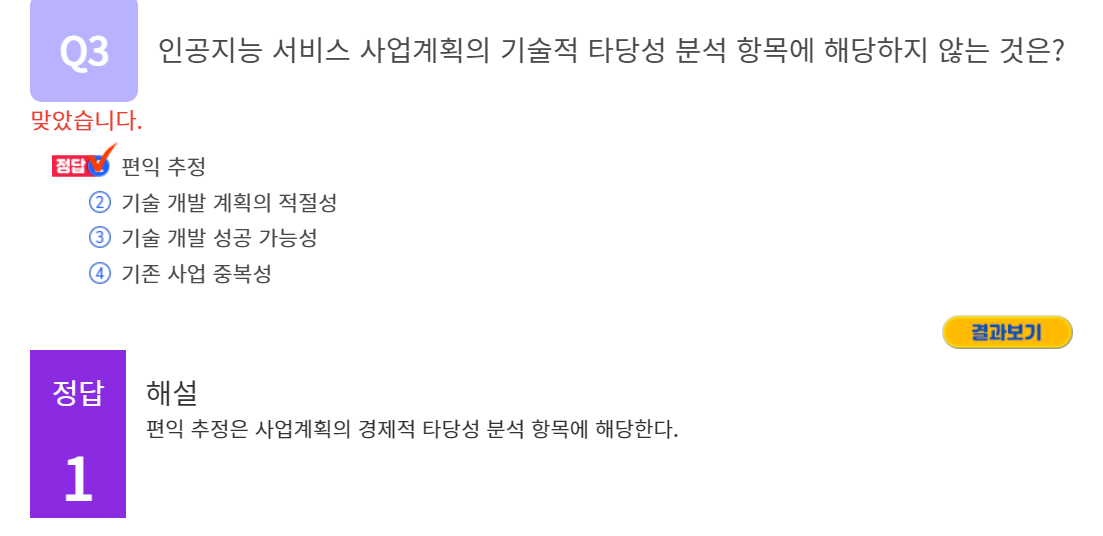 Q3 인공지능 서비스 사업계획의 기술적 타당성 분석 항목에 해당하지 않는 것은?
맞았습니다.
정답 편익 추정
② 기술 개발 계획의 적절성
③ 기술 개발 성공 가능성
④ 기존 사업 중복성
결과보기
정답
1
해설
편익 추정은 사업계획의 경제적 타당성 분석 항목에 해당한다.